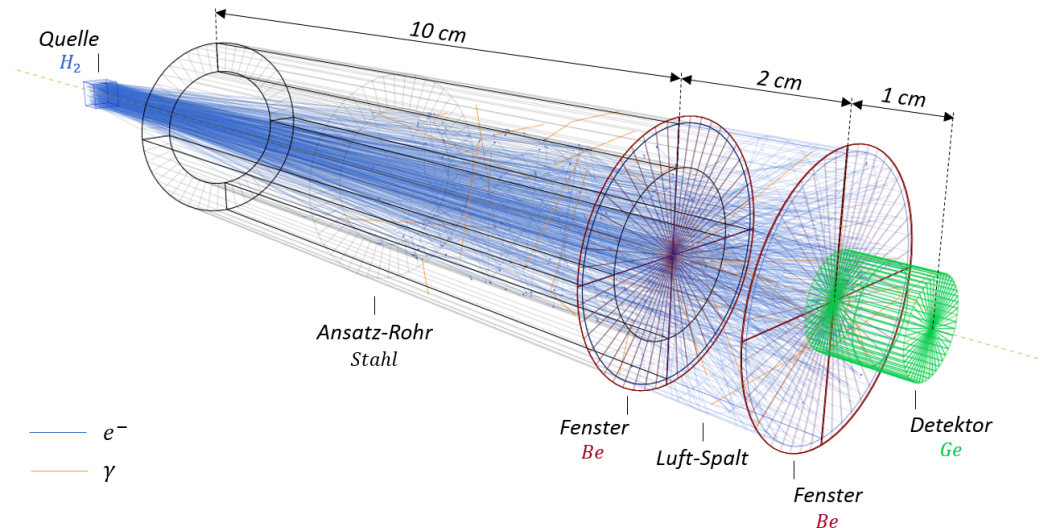 Quelle
H₂
10 cm
2 cm
1 cm
Ansatz-Rohr
Stahl
Fenster
Be
Luft-Spalt
Fenster
Be
Detektor
Ge
e⁻
γ